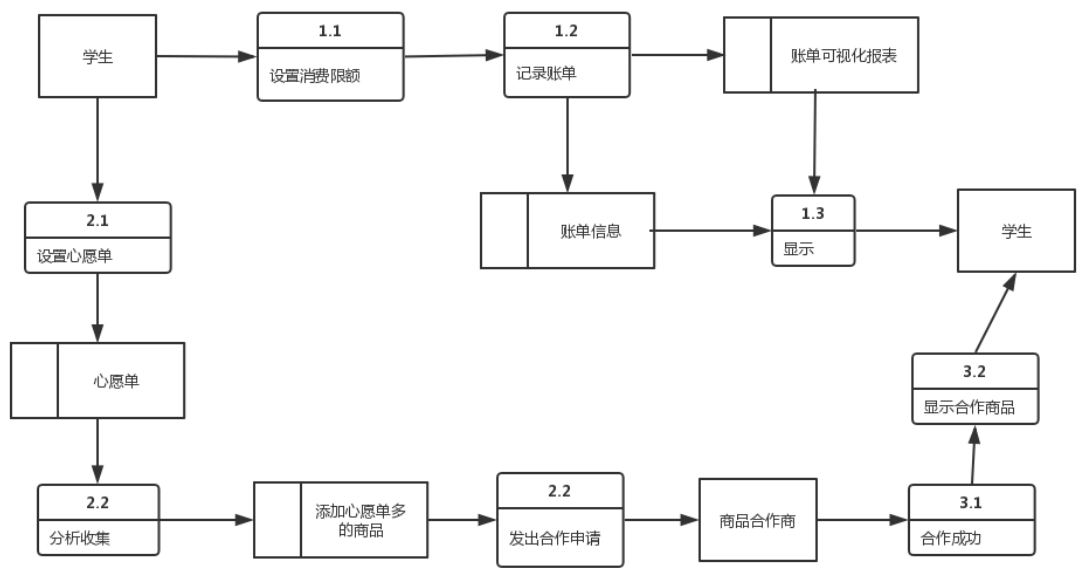 学生
1.1
设置消费限额
1.2
记录账单
账单可视化报表
2.1
设置心愿单
账单信息
1.3
显示
学生
心愿单
3.2
显示合作商品
2.2
分析收集
添加心愿单多
的商品
2.2
发出合作申请
商品合作商
3.1
合作成功